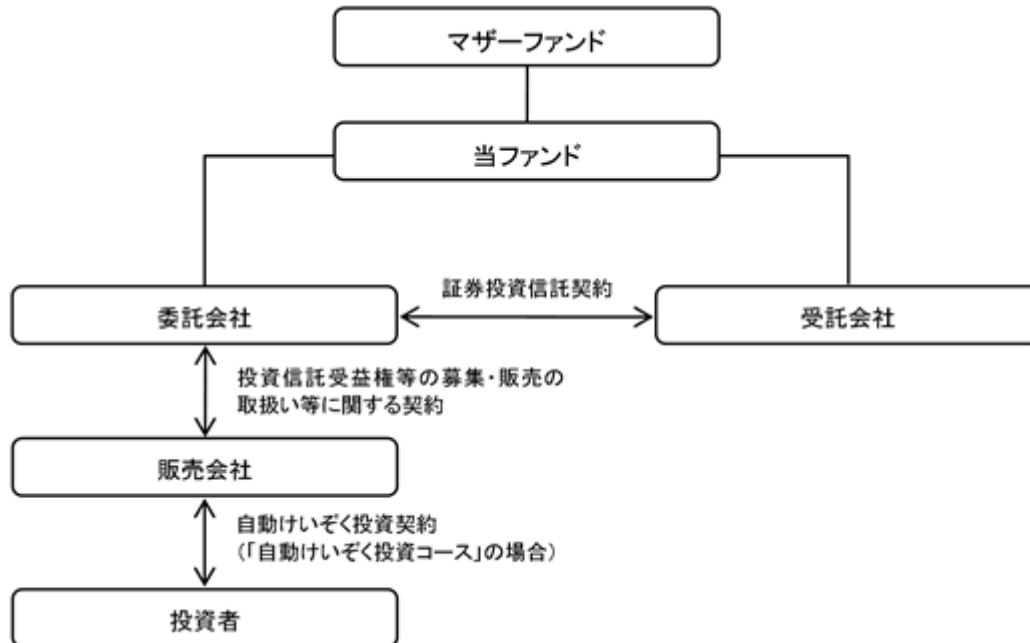 マザーファンド
当ファンド
証券投資信託契約
委託会社
受託会社
投資信託受益権等の募集・販売の
取扱い等に関する契約
販売会社
自動けいぞく投資契約
(「自動けいぞく投資コース」の場合)
投資者